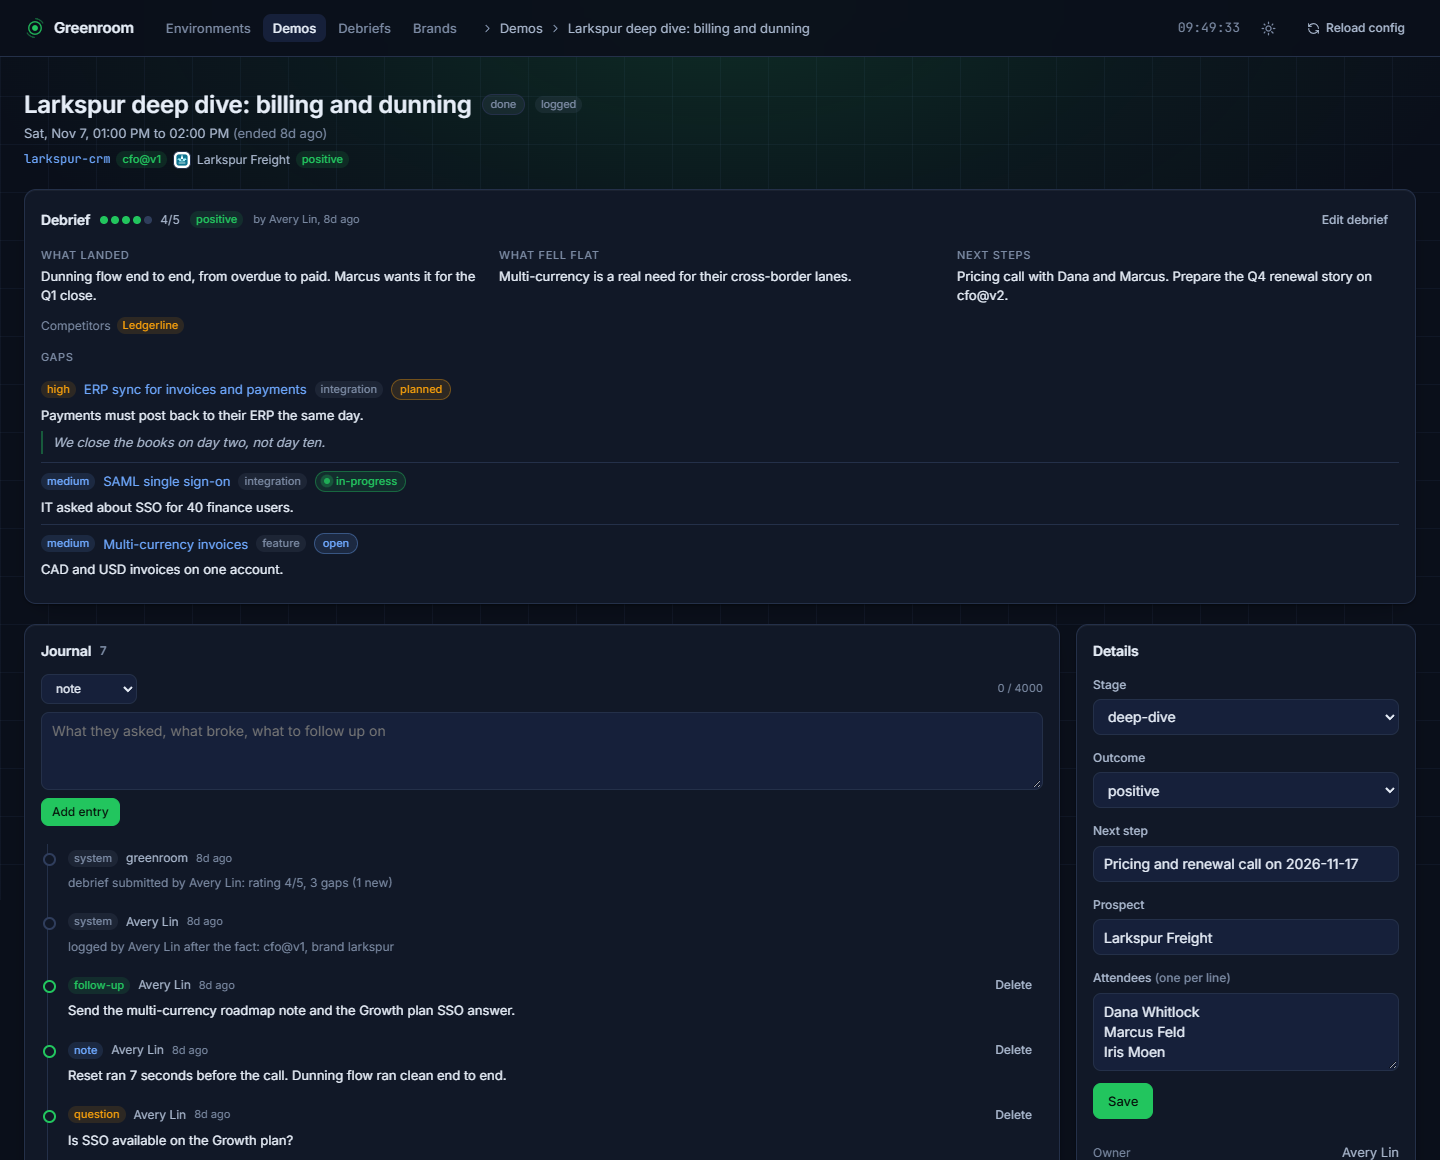 Greenroom Environments Demos Debriefs Brands > Demos > Larkspur deep dive: billing and dunning 09:49:33 Reload config
Larkspur deep dive: billing and dunning done logged
Sat, Nov 7, 01:00 PM to 02:00 PM (ended 8d ago)
larkspur-crm cfo@v1 Larkspur Freight positive
Debrief 4/5 positive by Avery Lin, 8d ago Edit debrief
WHAT LANDED
Dunning flow end to end, from overdue to paid. Marcus wants it for the
Q1 close.
WHAT FELL FLAT
Multi-currency is a real need for their cross-border lanes.
NEXT STEPS
Pricing call with Dana and Marcus. Prepare the Q4 renewal story on
cfo@v2.
Competitors Ledgerline
GAPS
high ERP sync for invoices and payments integration planned
Payments must post back to their ERP the same day.
We close the books on day two, not day ten.
medium SAML single sign-on integration in-progress
IT asked about SSO for 40 finance users.
medium Multi-currency invoices feature open
CAD and USD invoices on one account.
Journal 7
note 0 / 4000
What they asked, what broke, what to follow up on
Add entry
system greenroom 8d ago
debrief submitted by Avery Lin: rating 4/5, 3 gaps (1 new)
system Avery Lin 8d ago
logged by Avery Lin after the fact: cfo@v1, brand larkspur
follow-up Avery Lin 8d ago Delete
Send the multi-currency roadmap note and the Growth plan SSO answer.
note Avery Lin 8d ago Delete
Reset ran 7 seconds before the call. Dunning flow ran clean end to end.
question Avery Lin 8d ago Delete
Is SSO available on the Growth plan?
Details
Stage
deep-dive
Outcome
positive
Next step
Pricing and renewal call on 2026-11-17
Prospect
Larkspur Freight
Attendees (one per line)
Dana Whitlock
Marcus Feld
Iris Moen
Save
Owner Avery Lin